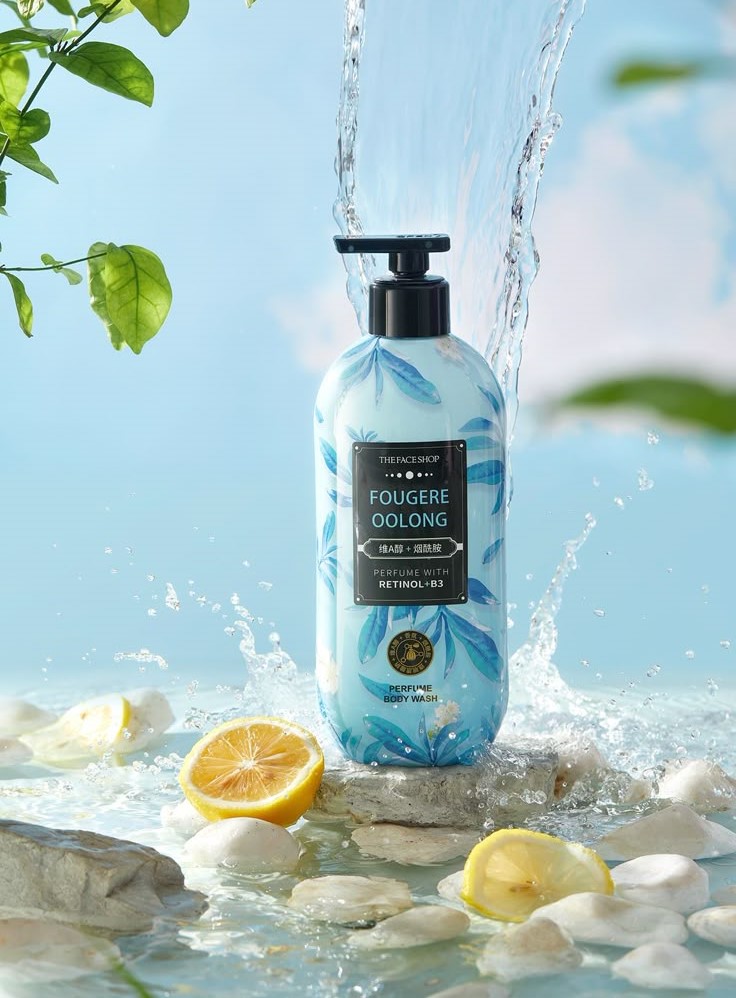 THE FACE SHOP
FOUGERE
OOLONG
维A醇 + 烟酰胺
PERFUME WITH
RETINOL+B3
PERFUME
BODY WASH